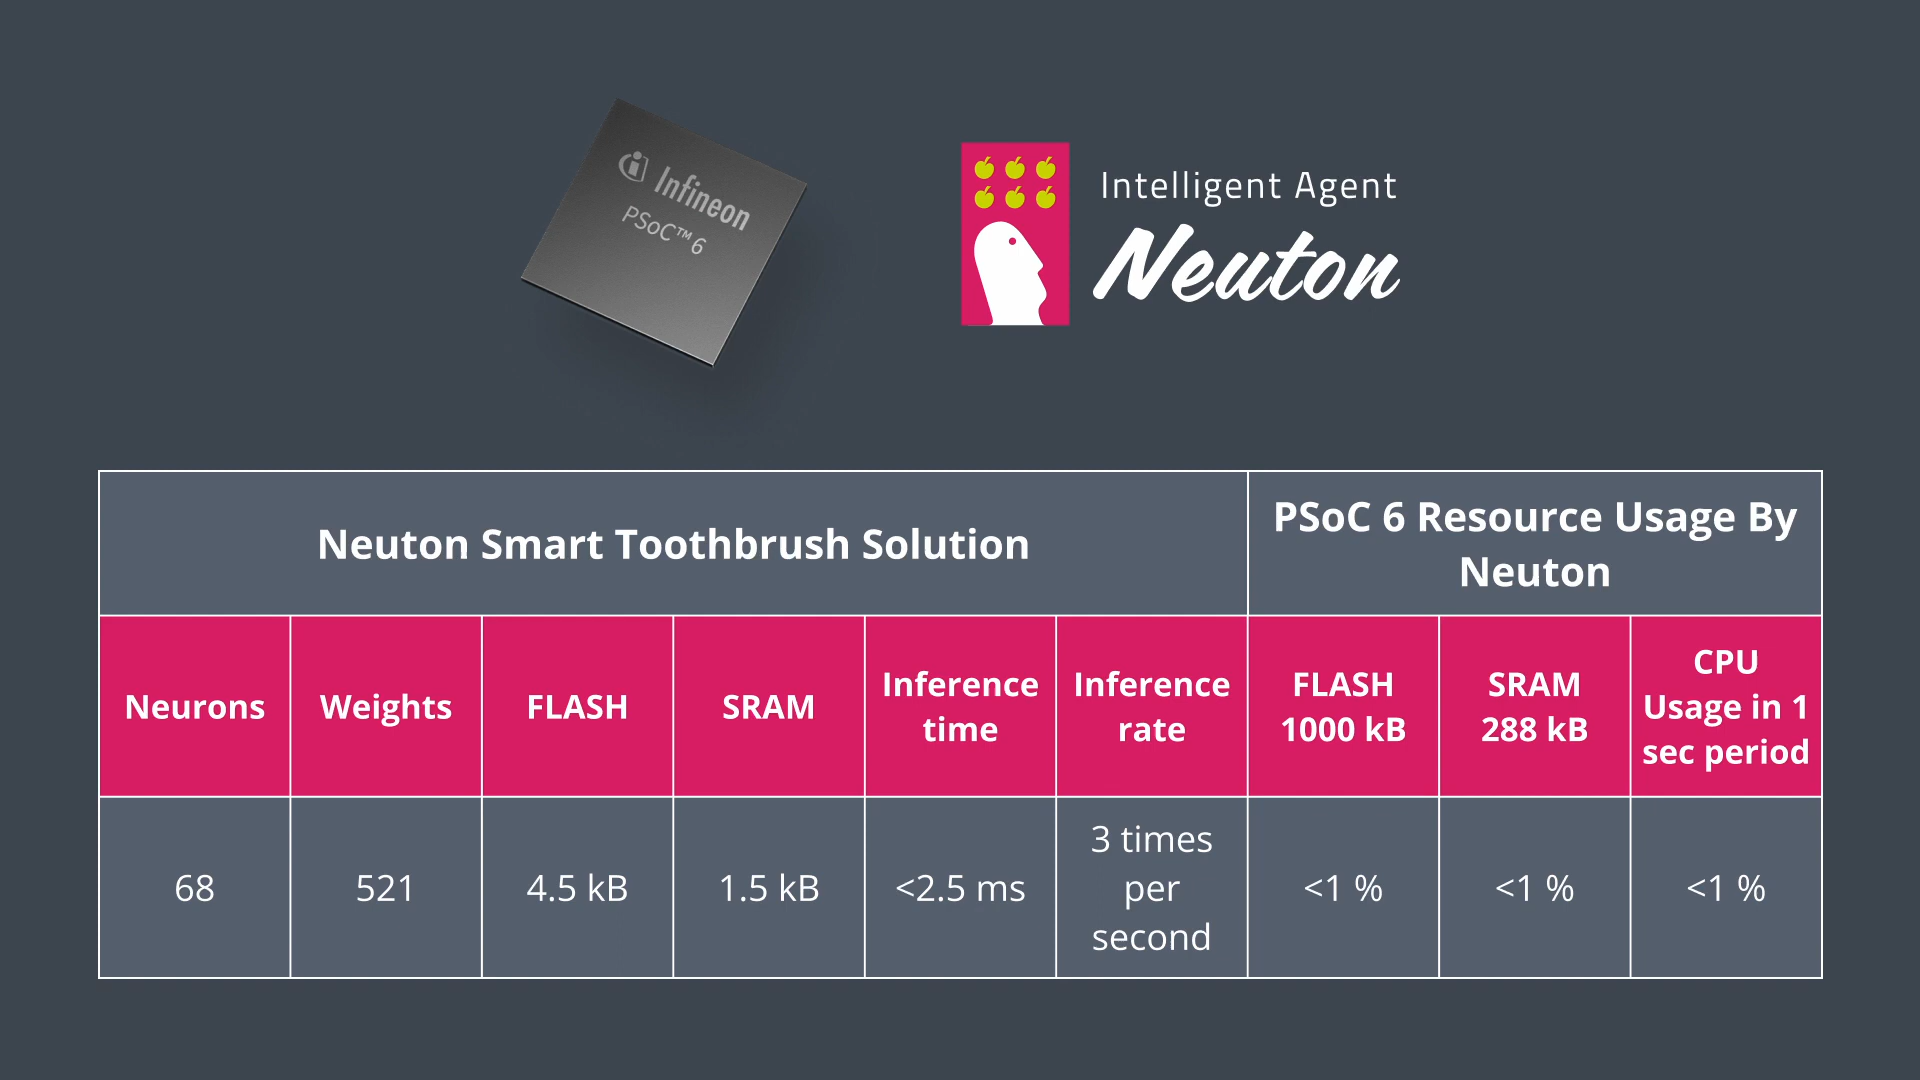 Infineon
PSoC™ 6
Intelligent Agent
Neuton
Neuton Smart Toothbrush Solution
PSoC 6 Resource Usage By
Neuton
Neurons
Weights
FLASH
SRAM
Inference
time
Inference
rate
FLASH
1000 kB
SRAM
288 kB
CPU
Usage in 1
sec period
68
521
4.5 kB
1.5 kB
<2.5 ms
3 times
per
second
<1 %
<1 %
<1 %